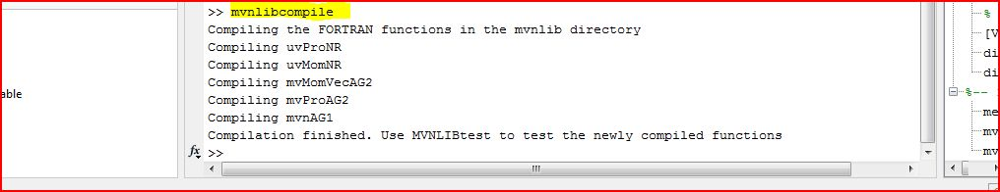 >> mvnlibcompile
Compiling the FORTRAN functions in the mvnlib directory
Compiling uvProNR
Compiling uvMomNR
Compiling mvMomVecAG2
Compiling mvProAG2
Compiling mvnAG1
Compilation finished. Use MVNLIBtest to test the newly compiled functions
fx >>
able
%
[V
di
di
%--
me
mv
mv